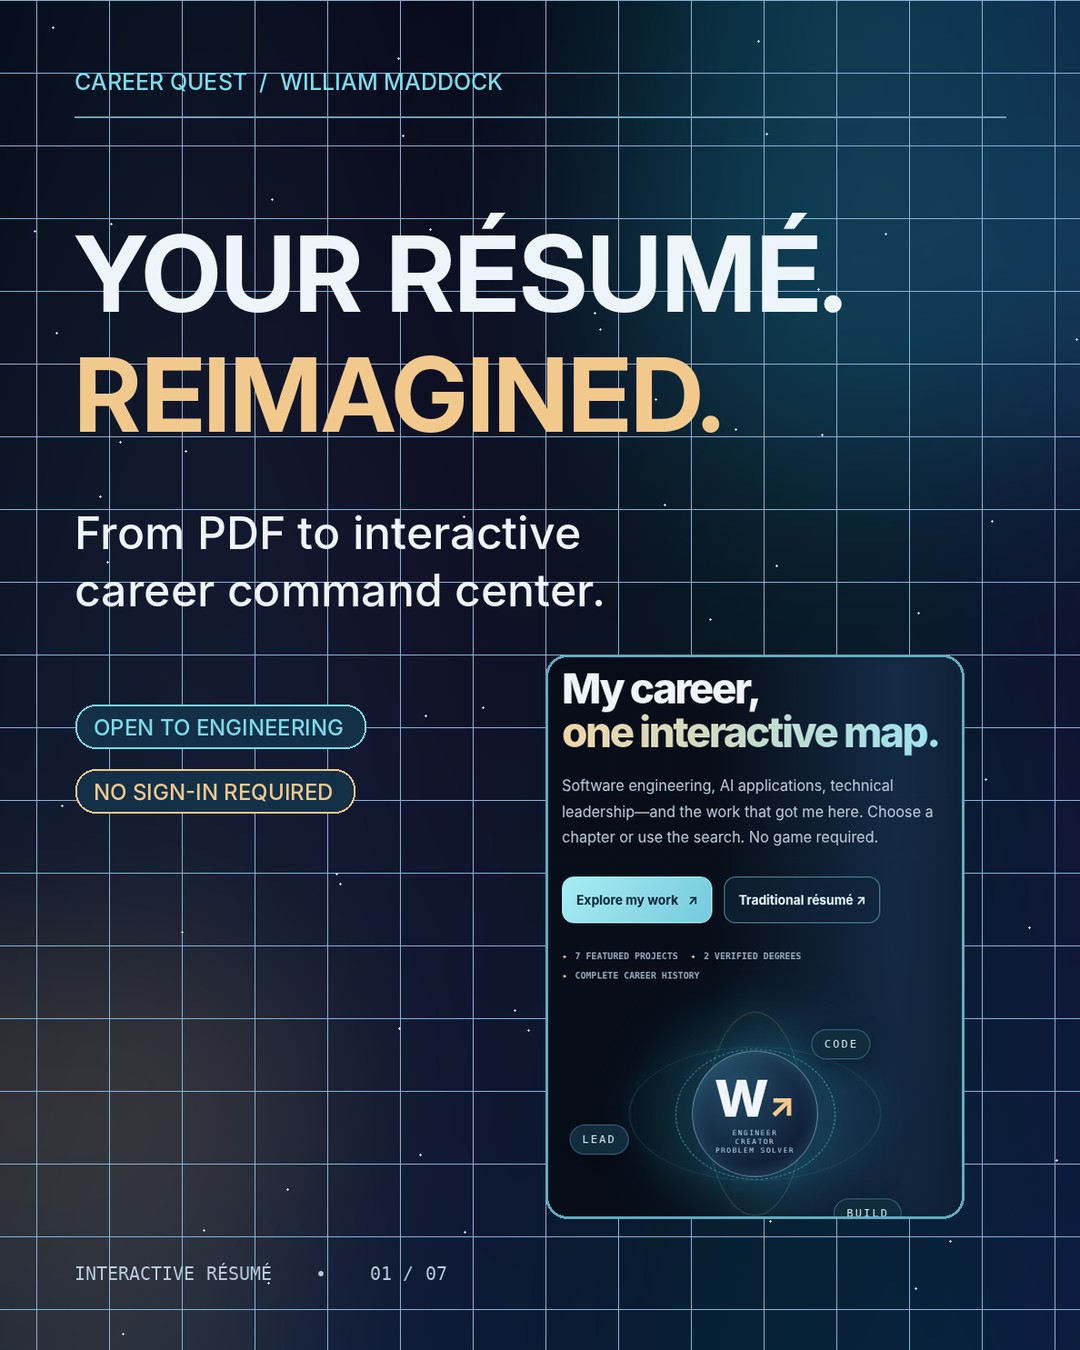 CAREER QUEST / WILLIAM MADDOCK
YOUR RÉSUMÉ.
REIMAGINED.
From PDF to interactive
career command center.
OPEN TO ENGINEERING
NO SIGN-IN REQUIRED
My career,
one interactive map.
Software engineering, AI applications, technical
leadership—and the work that got me here. Choose a
chapter or use the search. No game required.
Explore my work ↗
Traditional résumé ↗
✦ 7 FEATURED PROJECTS ✦ 2 VERIFIED DEGREES
✦ COMPLETE CAREER HISTORY
CODE
W↗
ENGINEER
CREATOR
PROBLEM SOLVER
LEAD
BUILD
INTERACTIVE RÉSUMÉ • 01 / 07